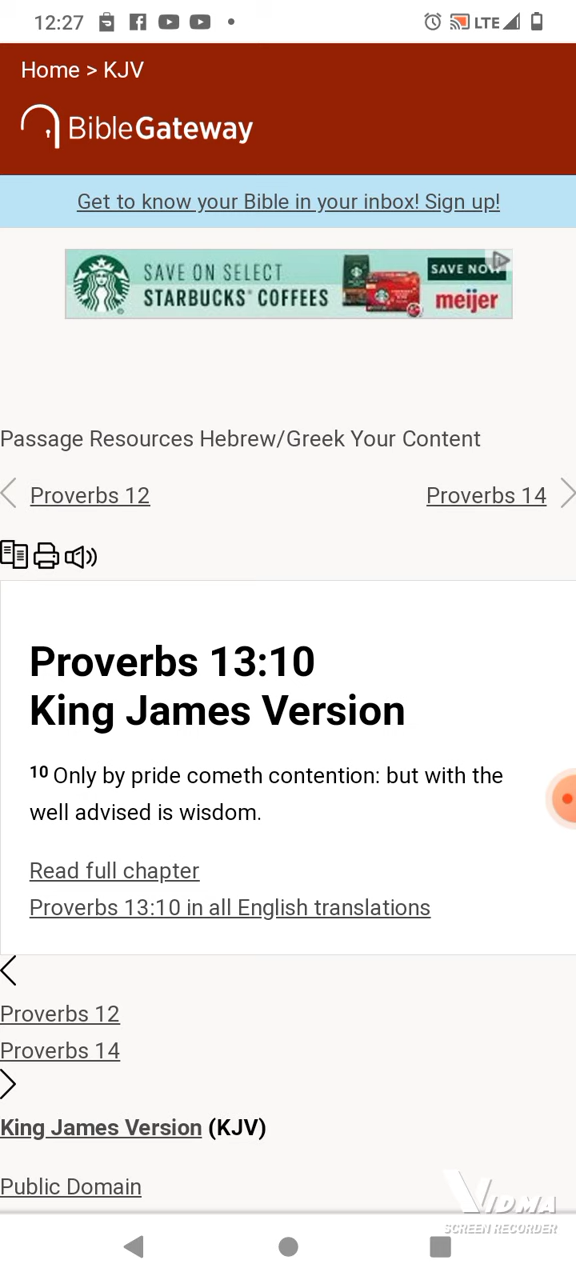 12:27 LTE
Home > KJV
BibleGateway
Get to know your Bible in your inbox! Sign up!
SAVE ON SELECT
STARBUCKS® COFFEES
SAVE NOW
meijer
Passage Resources Hebrew/Greek Your Content
Proverbs 12 Proverbs 14
Proverbs 13:10
King James Version
10 Only by pride cometh contention: but with the
well advised is wisdom.
Read full chapter
Proverbs 13:10 in all English translations
Proverbs 12
Proverbs 14
King James Version (KJV)
Public Domain
VIDMA
SCREEN RECORDER